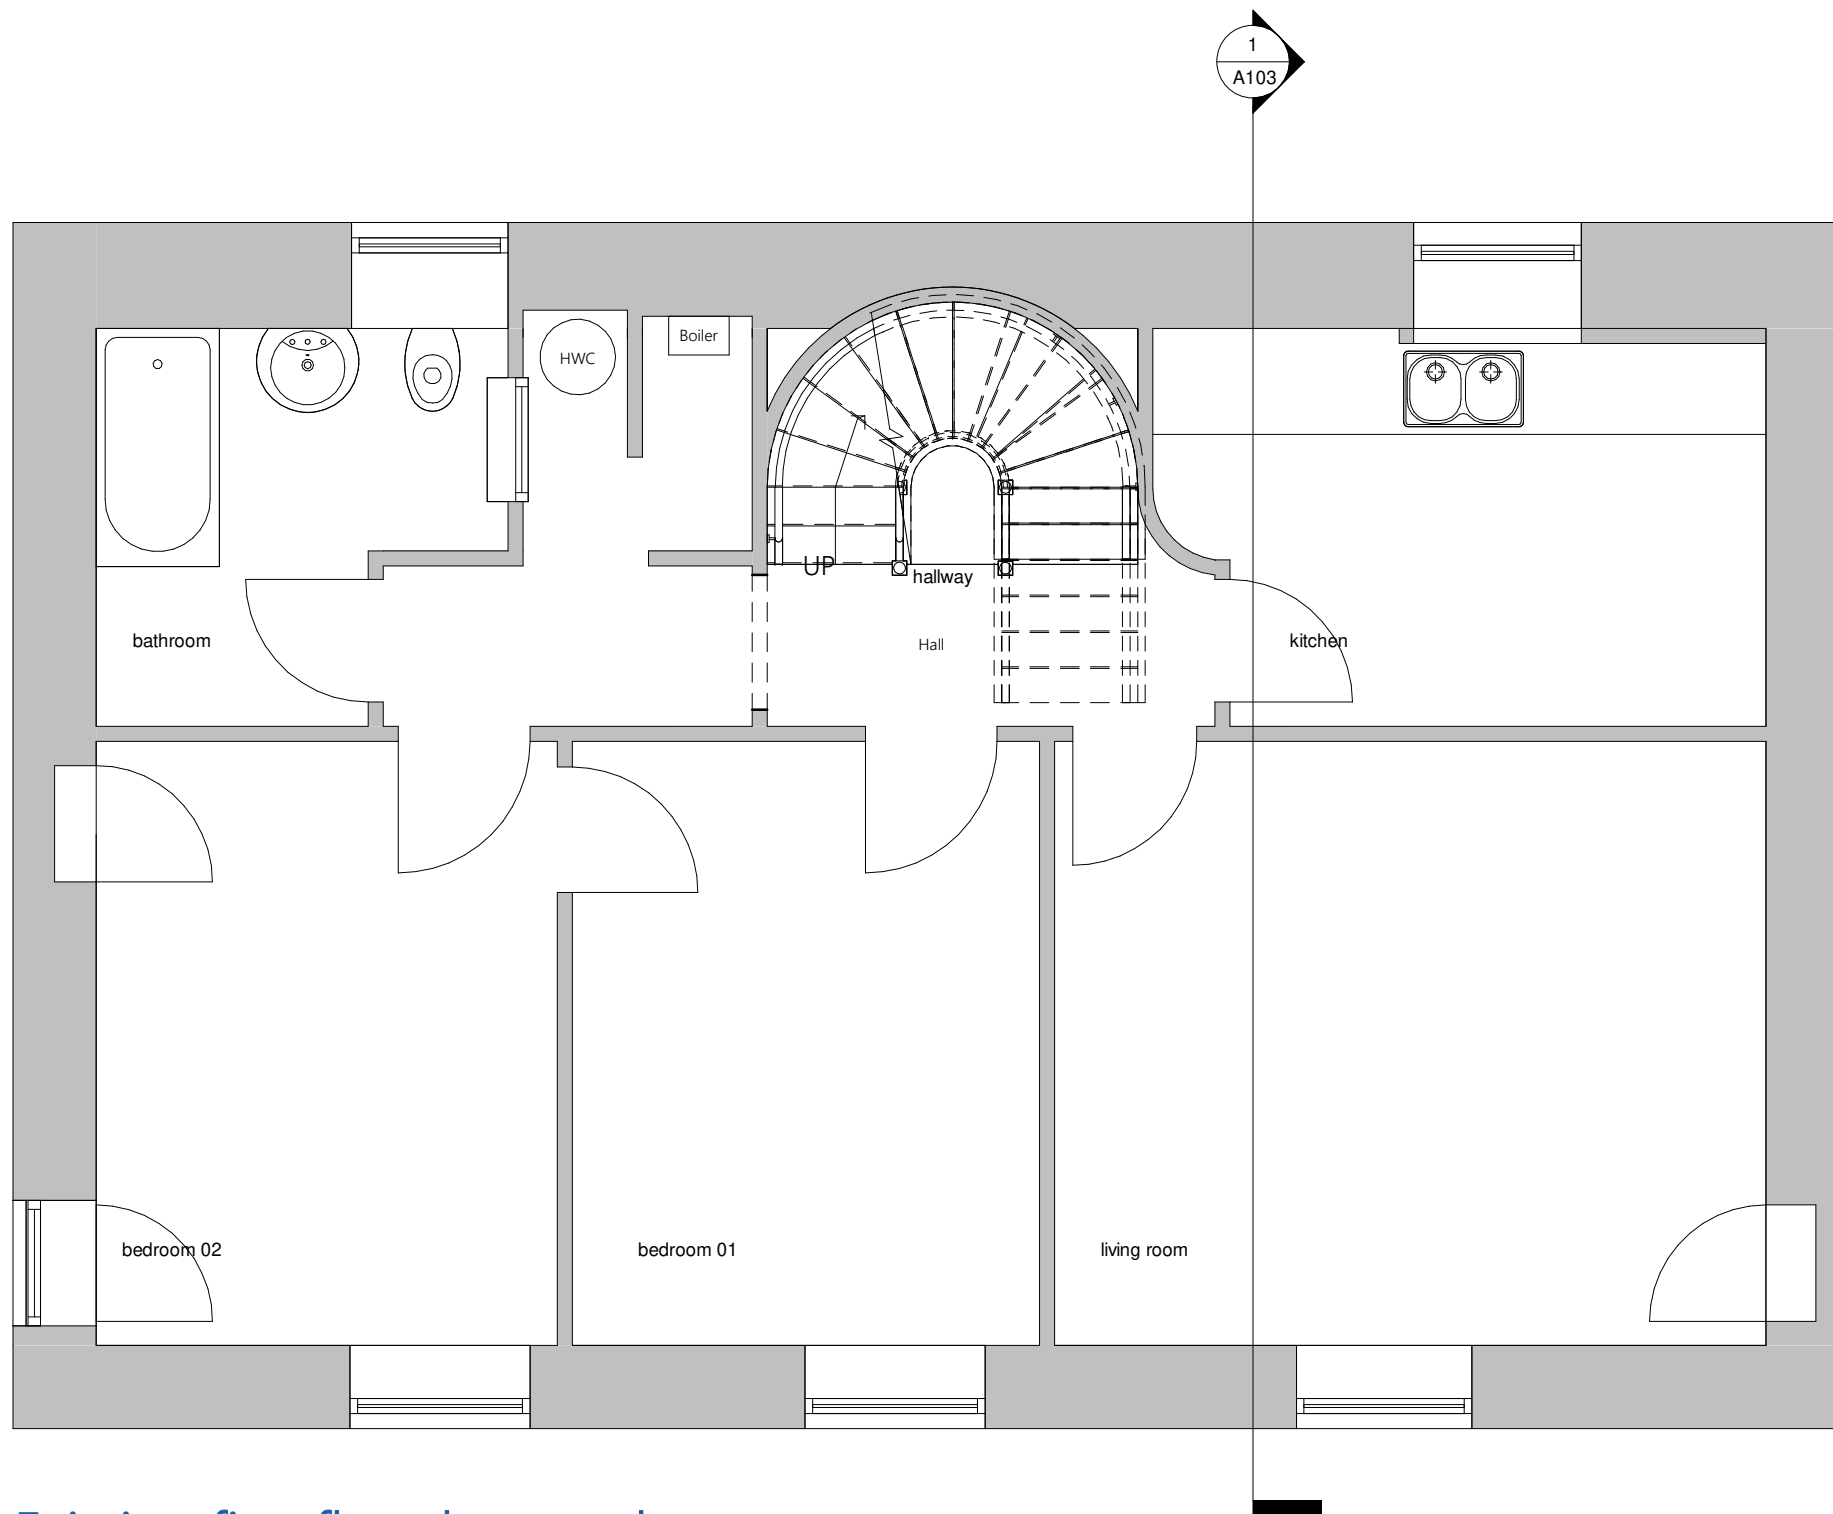 1
A103
Boiler
HWC
UP
hallway
bathroom
Hall
kitchen
bedroom 02
bedroom 01
living room